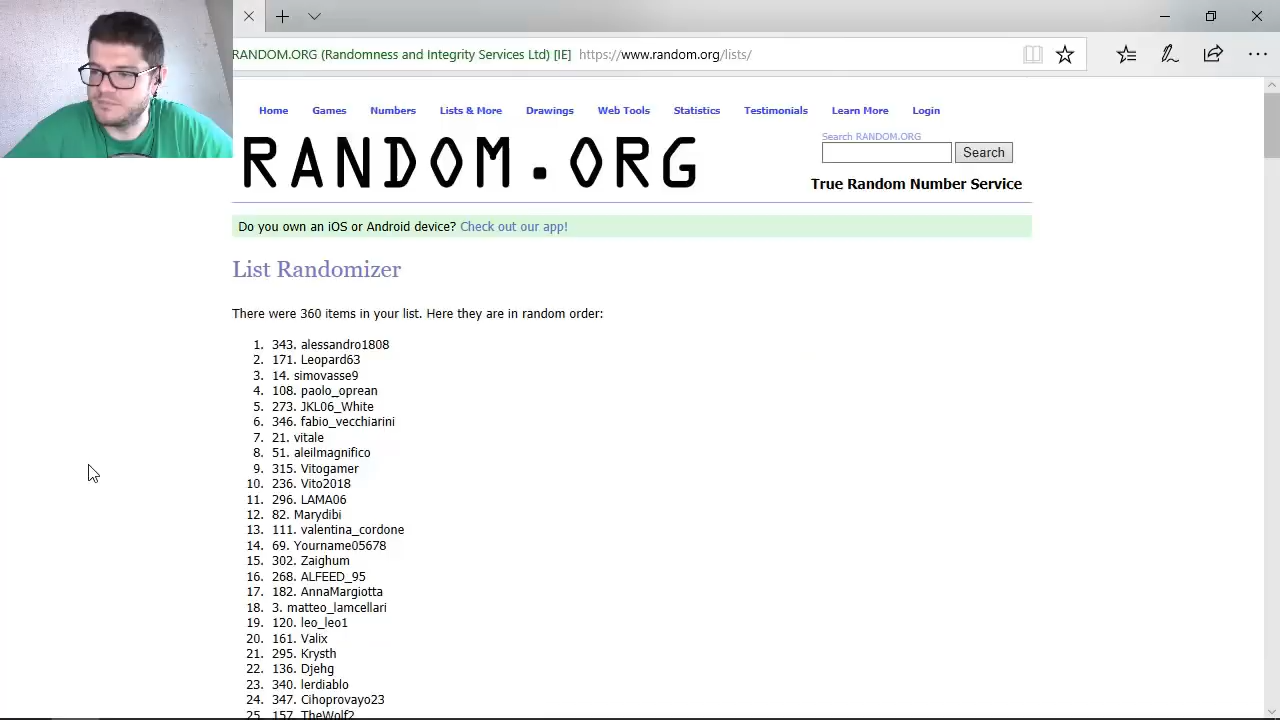 RANDOM.ORG (Randomness and Integrity Services Ltd) [IE] https://www.random.org/lists/
Home Games Numbers Lists & More Drawings Web Tools Statistics Testimonials Learn More Login
RANDOM.ORG
Search RANDOM.ORG
Search
True Random Number Service
Do you own an iOS or Android device? Check out our app!
List Randomizer
There were 360 items in your list. Here they are in random order:
1. 343. alessandro1808
2. 171. Leopard63
3. 14. simovasse9
4. 108. paolo_oprean
5. 273. JKL06_White
6. 346. fabio_vecchiarini
7. 21. vitale
8. 51. aleilmagnifico
9. 315. Vitogamer
10. 236. Vito2018
11. 296. LAMA06
12. 82. Marydibi
13. 111. valentina_cordone
14. 69. Yourname05678
15. 302. Zaighum
16. 268. ALFEED_95
17. 182. AnnaMargiotta
18. 3. matteo_lamcellari
19. 120. leo_leo1
20. 161. Valix
21. 295. Krysth
22. 136. Djehg
23. 340. lerdiablo
24. 347. Cihoprovayo23
25. 157. TheWolf2